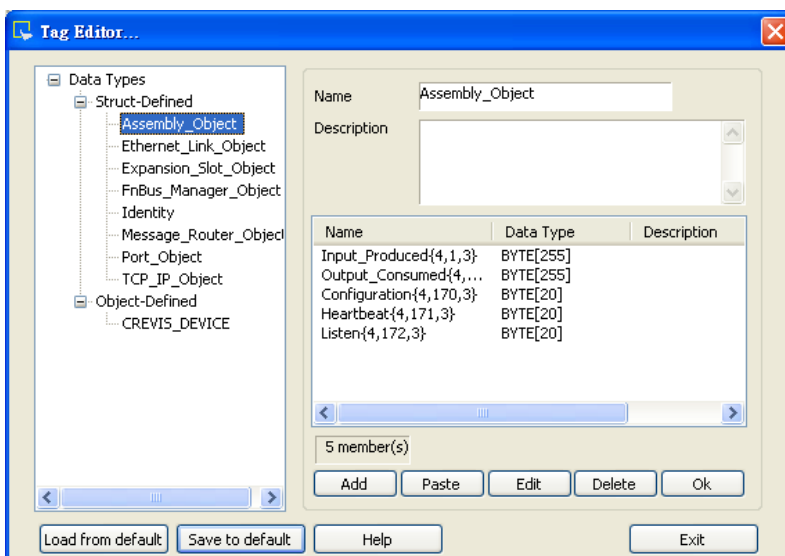 Tag Editor...
Data Types
Struct-Defined
Assembly_Object
Ethernet_Link_Object
Expansion_Slot_Object
FnBus_Manager_Object
Identity
Message_Router_Object
Port_Object
TCP_IP_Object
Object-Defined
CREVIS_DEVICE
Name Assembly_Object
Description
Name Data Type Description
Input_Produced{4,1,3} BYTE[255]
Output_Consumed{4,... BYTE[255]
Configuration{4,170,3} BYTE[20]
Heartbeat{4,171,3} BYTE[20]
Listen{4,172,3} BYTE[20]
5 member(s)
Add Paste Edit Delete Ok
Load from default Save to default Help Exit